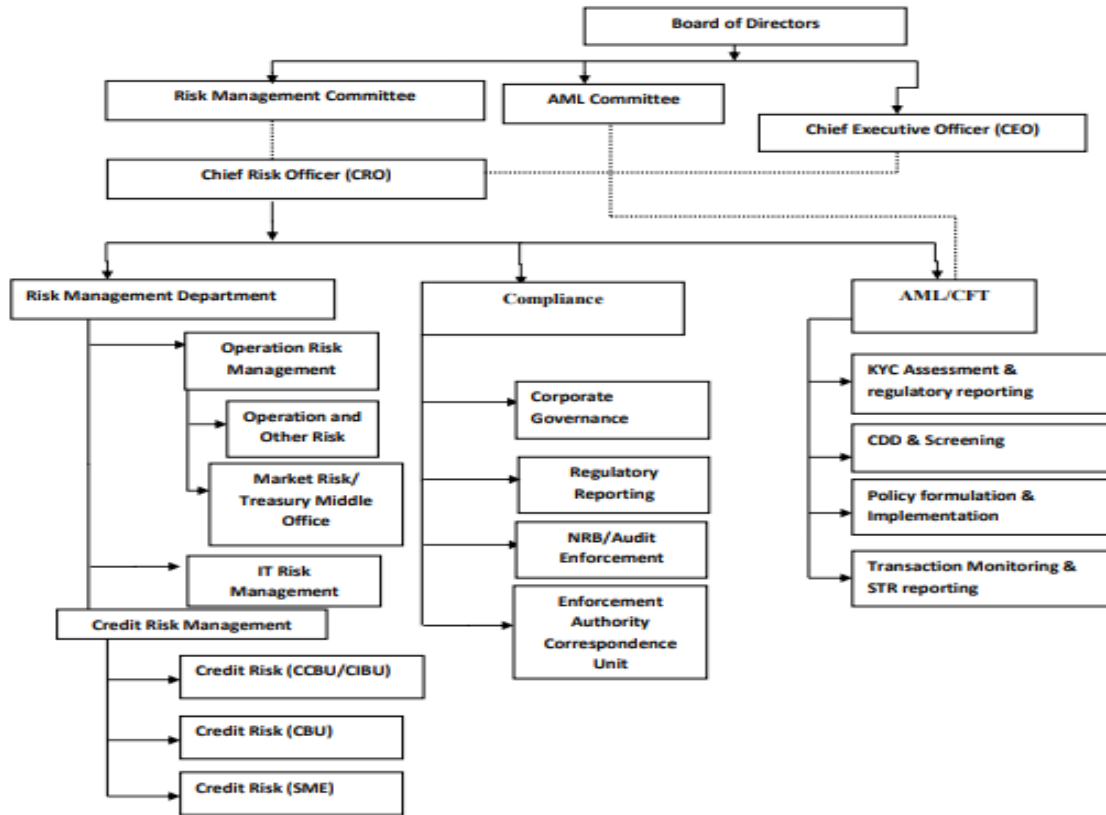 Board of Directors
Risk Management Committee
AML Committee
Chief Executive Officer (CEO)
Chief Risk Officer (CRO)
Risk Management Department
Compliance
AML/CFT
Operation Risk
Management
Operation and
Other Risk
Market Risk/
Treasury Middle
Office
IT Risk
Management
Credit Risk Management
Credit Risk (CCBU/CIBU)
Credit Risk (CBU)
Credit Risk (SME)
Corporate
Governance
Regulatory
Reporting
NRB/Audit
Enforcement
Enforcement
Authority
Correspondence
Unit
KYC Assessment &
regulatory reporting
CDD & Screening
Policy formulation &
Implementation
Transaction Monitoring &
STR reporting